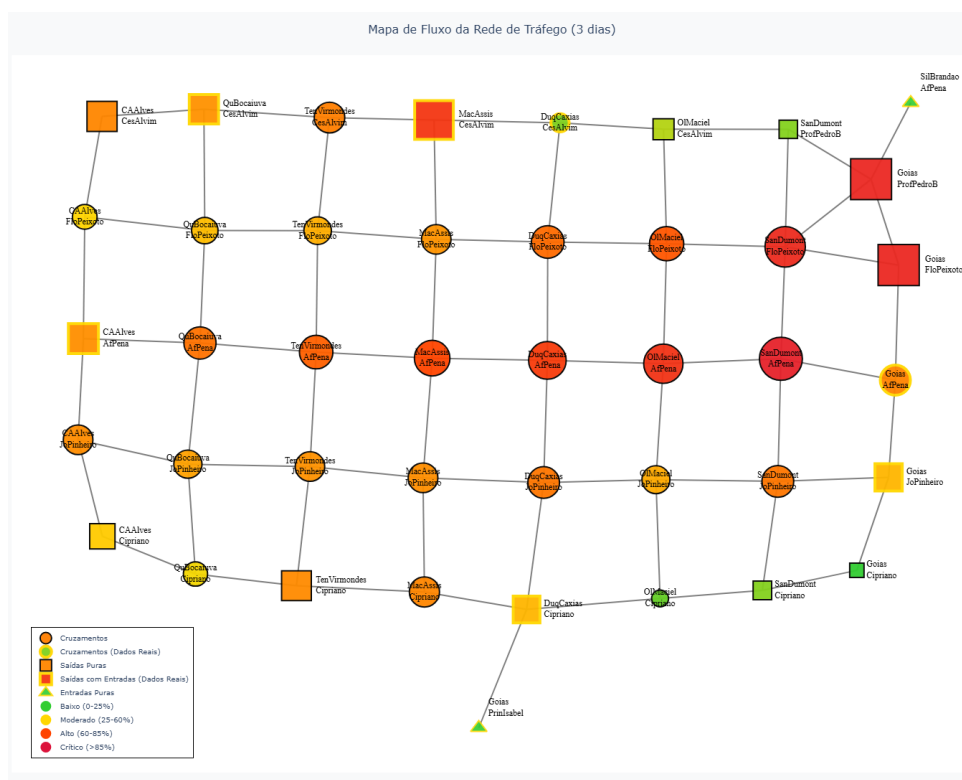 Mapa de Fluxo da Rede de Tráfego (3 dias)
SilBrandao
AfPena
CAAlves
CesAlvim
QuBocaiuva
CesAlvim
TenVirmondes
CesAlvim
MacAssis
CesAlvim
DuqCaxias
CesAlvim
OlMaciel
CesAlvim
SanDumont
ProfPedroB
Goias
ProfPedroB
CAAlves
FloPeixoto
QuBocaiuva
FloPeixoto
TenVirmondes
FloPeixoto
MacAssis
FloPeixoto
DuqCaxias
FloPeixoto
OlMaciel
FloPeixoto
SanDumont
FloPeixoto
Goias
FloPeixoto
CAAlves
AfPena
QuBocaiuva
AfPena
TenVirmondes
AfPena
MacAssis
AfPena
DuqCaxias
AfPena
OlMaciel
AfPena
SanDumont
AfPena
Goias
AfPena
CAAlves
JoPinheiro
QuBocaiuva
JoPinheiro
TenVirmondes
JoPinheiro
MacAssis
JoPinheiro
DuqCaxias
JoPinheiro
OlMaciel
JoPinheiro
SanDumont
JoPinheiro
Goias
JoPinheiro
CAAlves
Cipriano
QuBocaiuva
Cipriano
TenVirmondes
Cipriano
MacAssis
Cipriano
DuqCaxias
Cipriano
OlMaciel
Cipriano
SanDumont
Cipriano
Goias
Cipriano
Goias
PrinIsabel
Cruzamentos
Cruzamentos (Dados Reais)
Saídas Puras
Saídas com Entradas (Dados Reais)
Entradas Puras
Baixo (0-25%)
Moderado (25-60%)
Alto (60-85%)
Crítico (>85%)